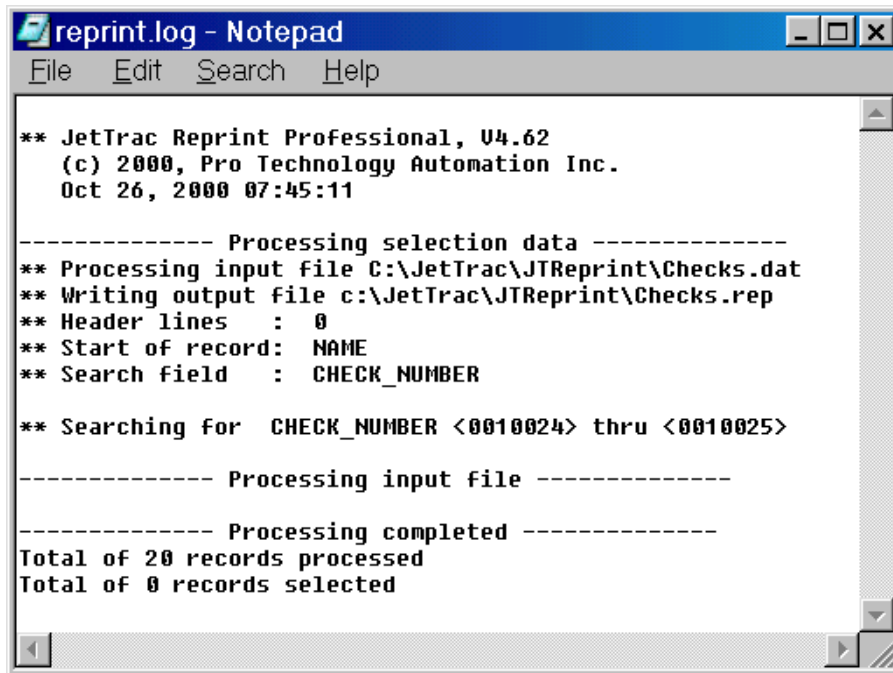 reprint.log - Notepad
File Edit Search Help
** JetTrac Reprint Professional, V4.62
(c) 2000, Pro Technology Automation Inc.
Oct 26, 2000 07:45:11
-------------- Processing selection data --------------
** Processing input file C:\JetTrac\JTReprint\Checks.dat
** Writing output file c:\JetTrac\JTReprint\Checks.rep
** Header lines   :  0
** Start of record:  NAME
** Search field   :  CHECK_NUMBER
** Searching for  CHECK_NUMBER <0010024> thru <0010025>
-------------- Processing input file --------------
-------------- Processing completed --------------
Total of 20 records processed
Total of 0 records selected